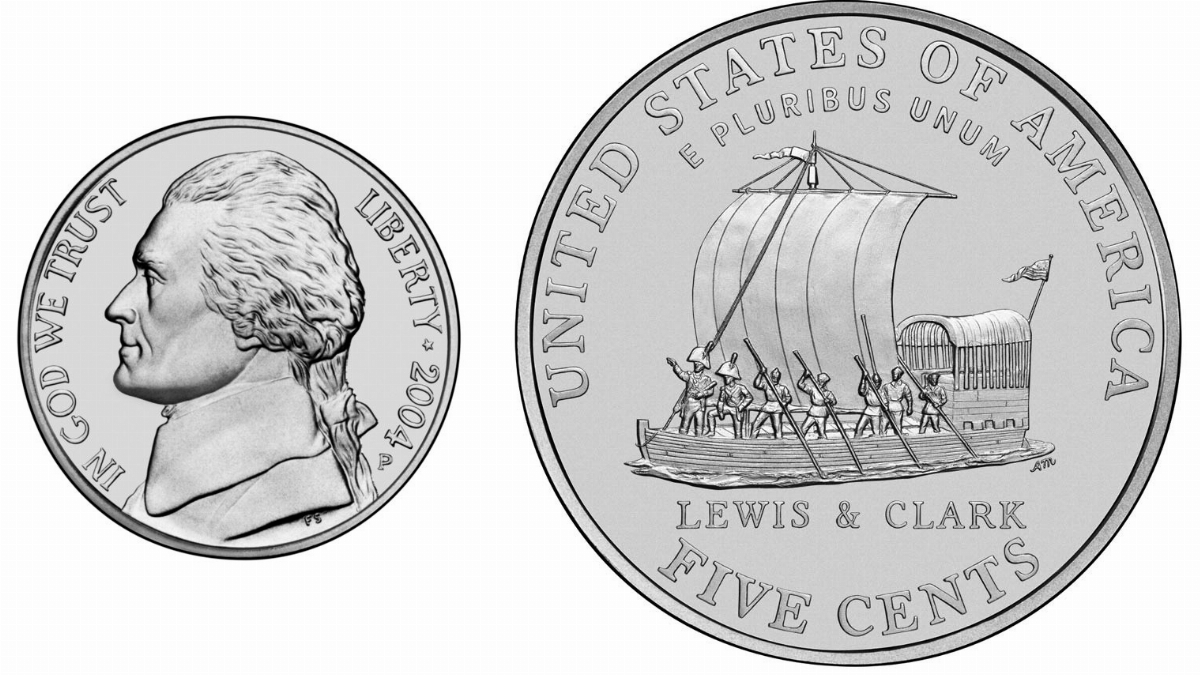 IN GOD WE TRUST
LIBERTY ★ 2004
P
FS
UNITED STATES OF AMERICA
E PLURIBUS UNUM
AM
LEWIS & CLARK
FIVE CENTS